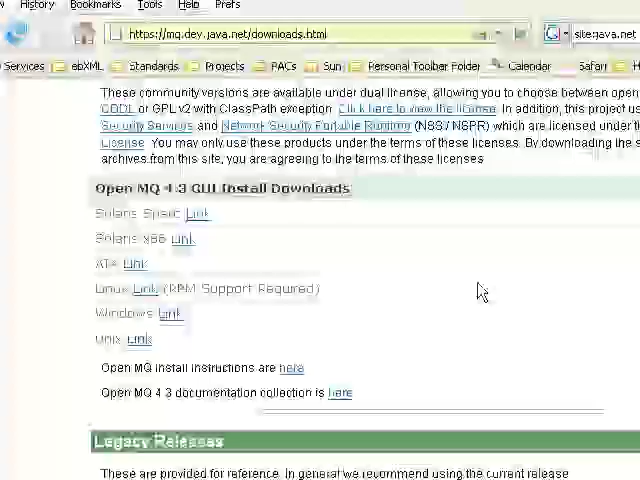 History Bookmarks Tools Help Prefs
https://mq.dev.java.net/downloads.html site:java.net
Services ebXML Standards Projects PACs Sun Personal Toolbar Folder Calendar Safari H
These community versions are available under dual license, allowing you to choose between open
CDDL or GPL v2 with ClassPath exception. Click here to view the license. In addition, this project us
Security Services and Network Security Portable Runtime (NSS / NSPR) which are licensed under th
License. You may only use these products under the terms of these licenses. By downloading the s
archives from this site, you are agreeing to the terms of these licenses
Open MQ 4.3 GUI Install Downloads
Solaris Sparc Link
Solaris x86 Link
AIX Link
Linux Link (RPM Support Required)
Windows Link
Unix Link
Open MQ install instructions are here
Open MQ 4.3 documentation collection is here
Legacy Releases
These are provided for reference. In general we recommend using the current release